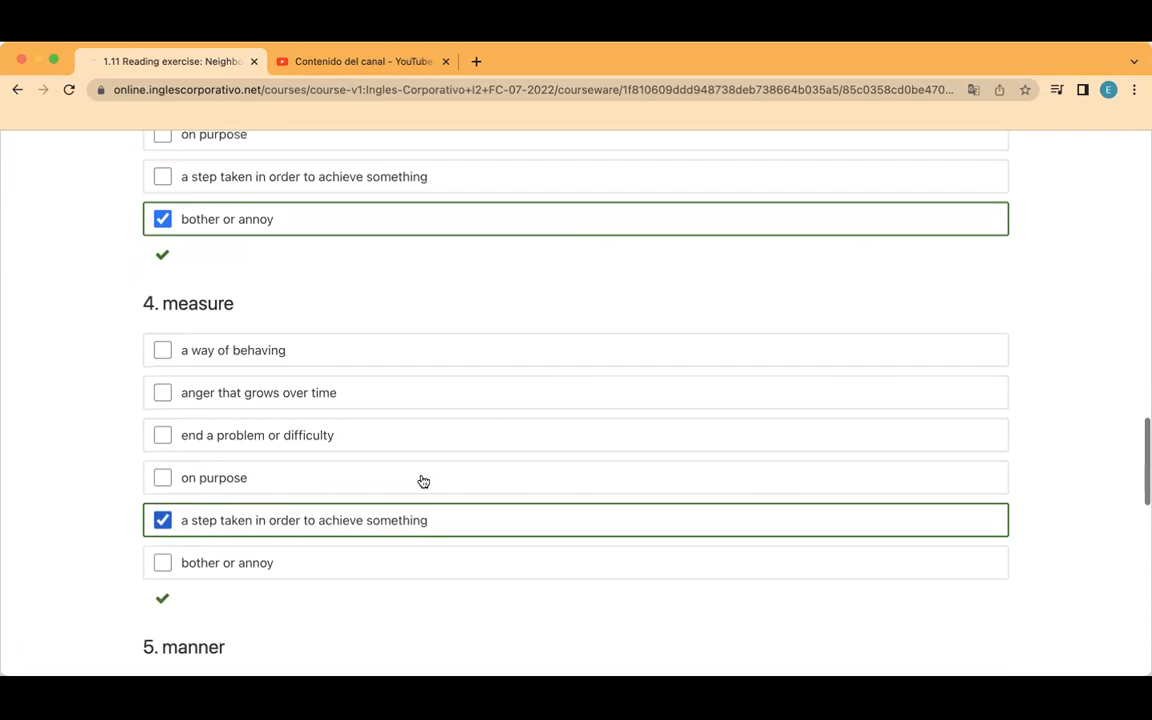 1.11 Reading exercise: Neighbo
Contenido del canal - YouTube
online.inglescorporativo.net/courses/course-v1:Ingles-Corporativo+I2+FC-07-2022/courseware/1f810609ddd948738deb738664b035a5/85c0358cd0be470...
E
on purpose
a step taken in order to achieve something
bother or annoy
4. measure
a way of behaving
anger that grows over time
end a problem or difficulty
on purpose
a step taken in order to achieve something
bother or annoy
5. manner